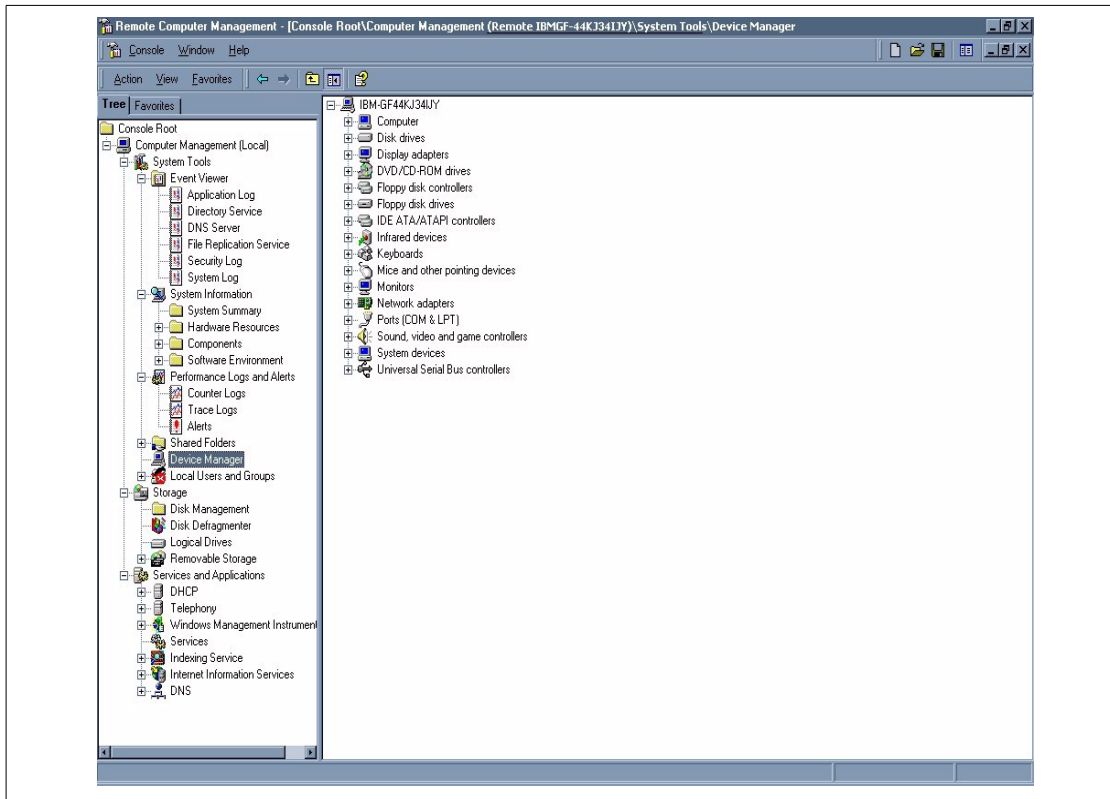 Remote Computer Management - [Console Root\Computer Management (Remote IBMGF-44KJ34IJY)\System Tools\Device Manager
Console Window Help
Action View Favorites
Tree Favorites
Console Root
Computer Management (Local)
System Tools
Event Viewer
Application Log
Directory Service
DNS Server
File Replication Service
Security Log
System Log
System Information
System Summary
Hardware Resources
Components
Software Environment
Performance Logs and Alerts
Counter Logs
Trace Logs
Alerts
Shared Folders
Device Manager
Local Users and Groups
Storage
Disk Management
Disk Defragmenter
Logical Drives
Removable Storage
Services and Applications
DHCP
Telephony
Windows Management Instrument
Services
Indexing Service
Internet Information Services
DNS
IBM-GF44KJ34IJY
Computer
Disk drives
Display adapters
DVD/CD-ROM drives
Floppy disk controllers
Floppy disk drives
IDE ATA/ATAPI controllers
Infrared devices
Keyboards
Mice and other pointing devices
Monitors
Network adapters
Ports (COM & LPT)
Sound, video and game controllers
System devices
Universal Serial Bus controllers